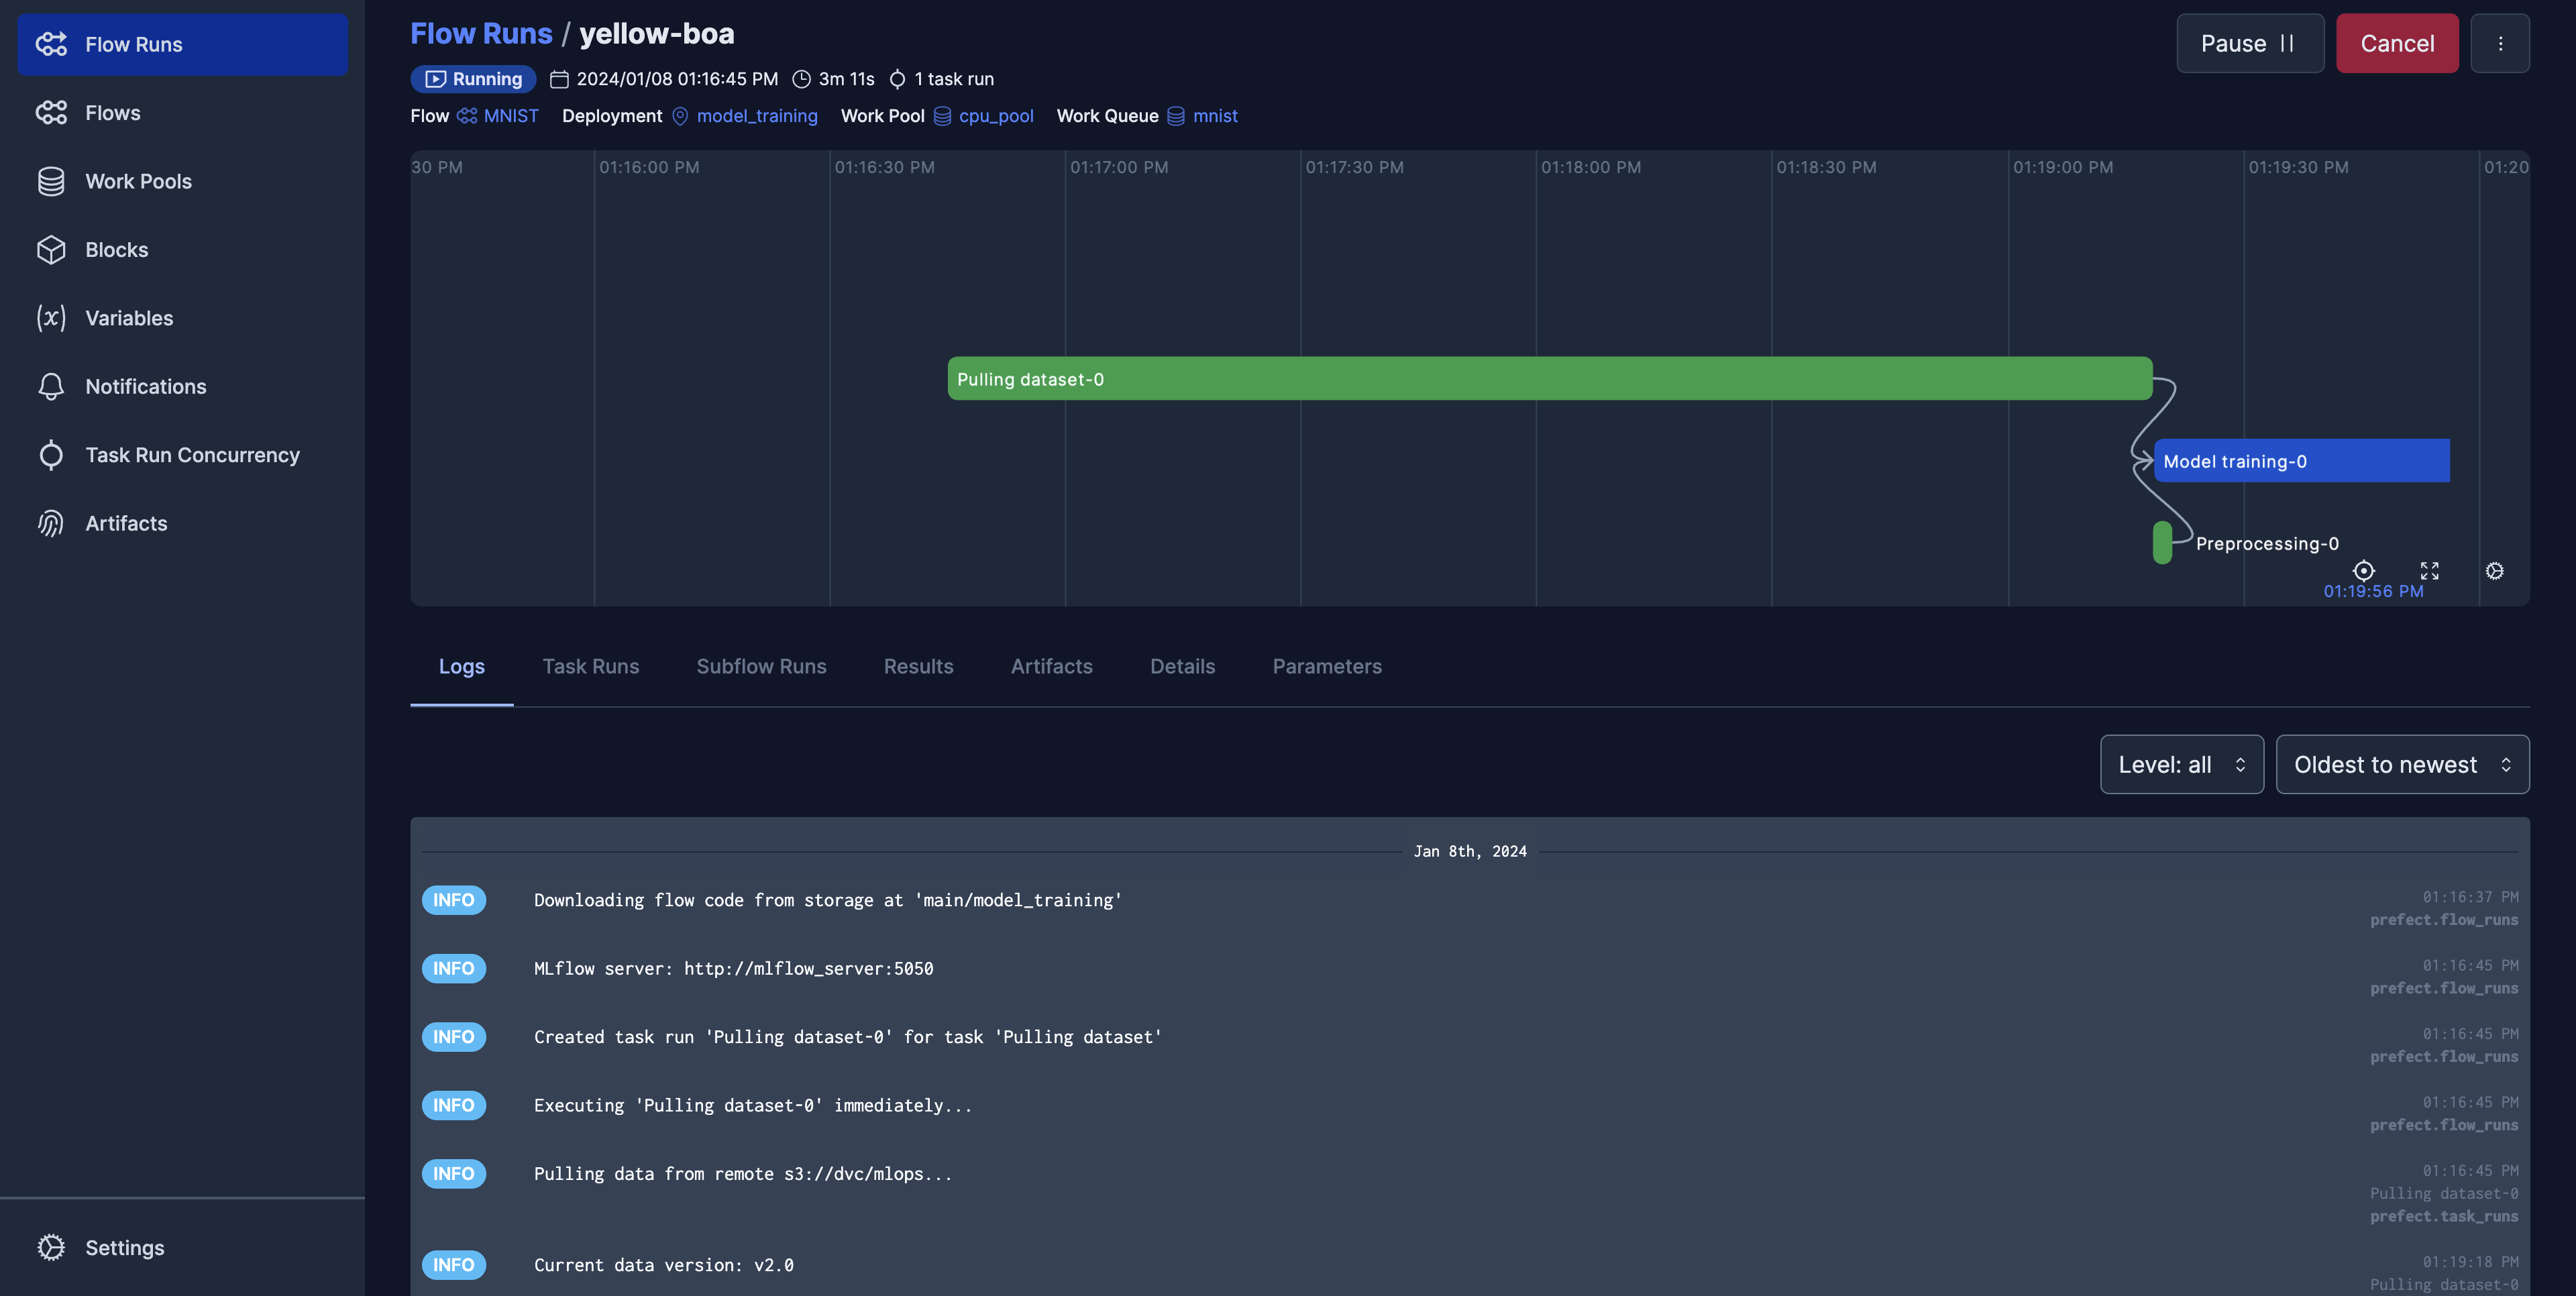 Flow Runs
Flows
Work Pools
Blocks
(x) Variables
Notifications
Task Run Concurrency
Artifacts
Settings
Flow Runs / yellow-boa
Pause
Cancel
Running 2024/01/08 01:16:45 PM 3m 11s 1 task run
Flow MNIST Deployment model_training Work Pool cpu_pool Work Queue mnist
30 PM 01:16:00 PM 01:16:30 PM 01:17:00 PM 01:17:30 PM 01:18:00 PM 01:18:30 PM 01:19:00 PM 01:19:30 PM 01:20
Pulling dataset-0
Model training-0
Preprocessing-0
01:19:56 PM
Logs Task Runs Subflow Runs Results Artifacts Details Parameters
Level: all Oldest to newest
Jan 8th, 2024
INFO Downloading flow code from storage at 'main/model_training' 01:16:37 PM
prefect.flow_runs
INFO MLflow server: http://mlflow_server:5050 01:16:45 PM
prefect.flow_runs
INFO Created task run 'Pulling dataset-0' for task 'Pulling dataset' 01:16:45 PM
prefect.flow_runs
INFO Executing 'Pulling dataset-0' immediately... 01:16:45 PM
prefect.flow_runs
INFO Pulling data from remote s3://dvc/mlops... 01:16:45 PM
Pulling dataset-0
prefect.task_runs
INFO Current data version: v2.0 01:19:18 PM
Pulling dataset-0